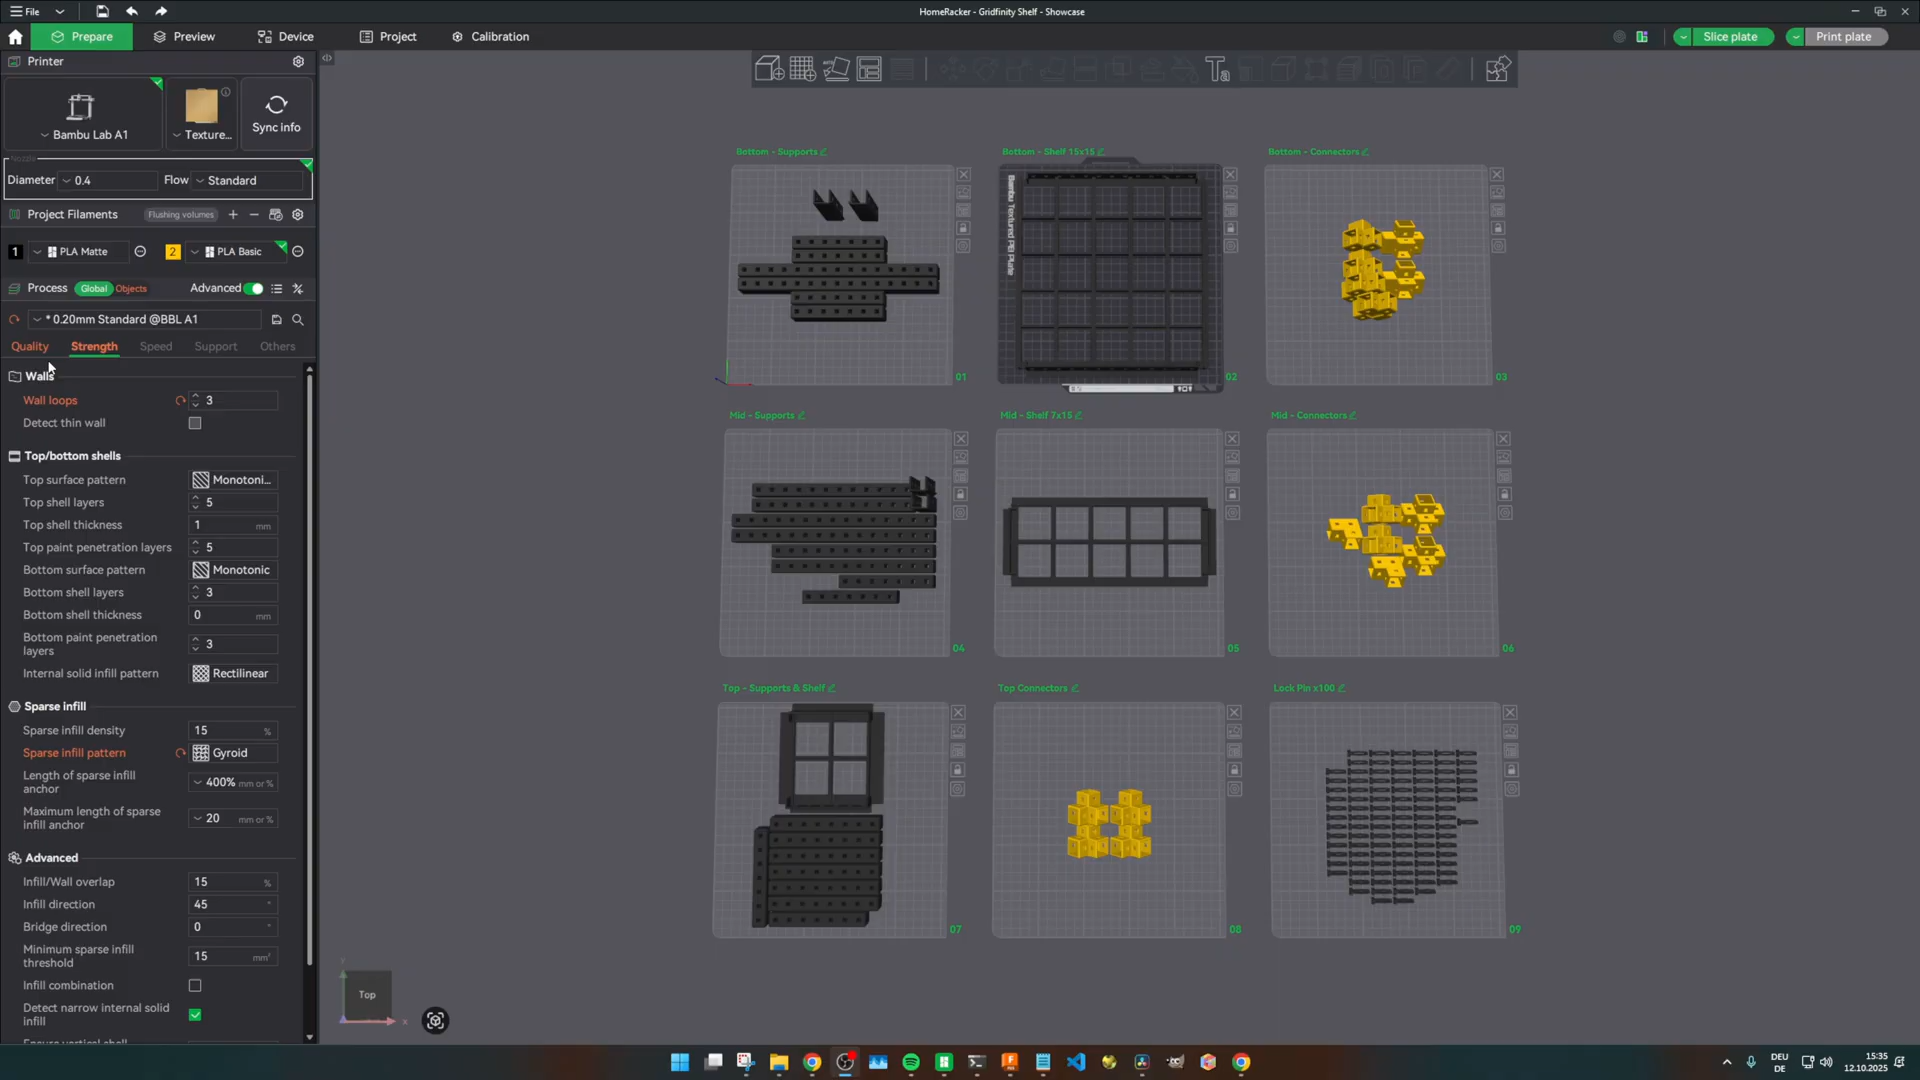 File
HomeRacker - Gridfinity Shelf - Showcase
Prepare
Preview
Device
Project
Calibration
Slice plate
Print plate
Printer
Bambu Lab A1
Texture...
Sync info
Nozzle
Diameter 0.4 Flow Standard
Project Filaments Flushing volumes
1 PLA Matte 2 PLA Basic
Process Global Objects Advanced
* 0.20mm Standard @BBL A1
Quality Strength Speed Support Others
Walls
Wall loops 3
Detect thin wall
Top/bottom shells
Top surface pattern Monotoni...
Top shell layers 5
Top shell thickness 1 mm
Top paint penetration layers 5
Bottom surface pattern Monotonic
Bottom shell layers 3
Bottom shell thickness 0 mm
Bottom paint penetration
layers 3
Internal solid infill pattern Rectilinear
Sparse infill
Sparse infill density 15 %
Sparse infill pattern Gyroid
Length of sparse infill
anchor 400% mm or %
Maximum length of sparse
infill anchor 20 mm or %
Advanced
Infill/Wall overlap 15 %
Infill direction 45 °
Bridge direction 0 °
Minimum sparse infill
threshold 15 mm²
Infill combination
Detect narrow internal solid
infill
Ensure vertical shell
Bottom - Supports
01
Bottom - Shelf 15x15
Bambu Textured PEI Plate
02
Bottom - Connectors
03
Mid - Supports
04
Mid - Shelf 7x15
05
Mid - Connectors
06
Top - Supports & Shelf
07
Top Connectors
08
Lock Pin x100
09
Top
y
x
DEU
DE
15:35
12.10.2025